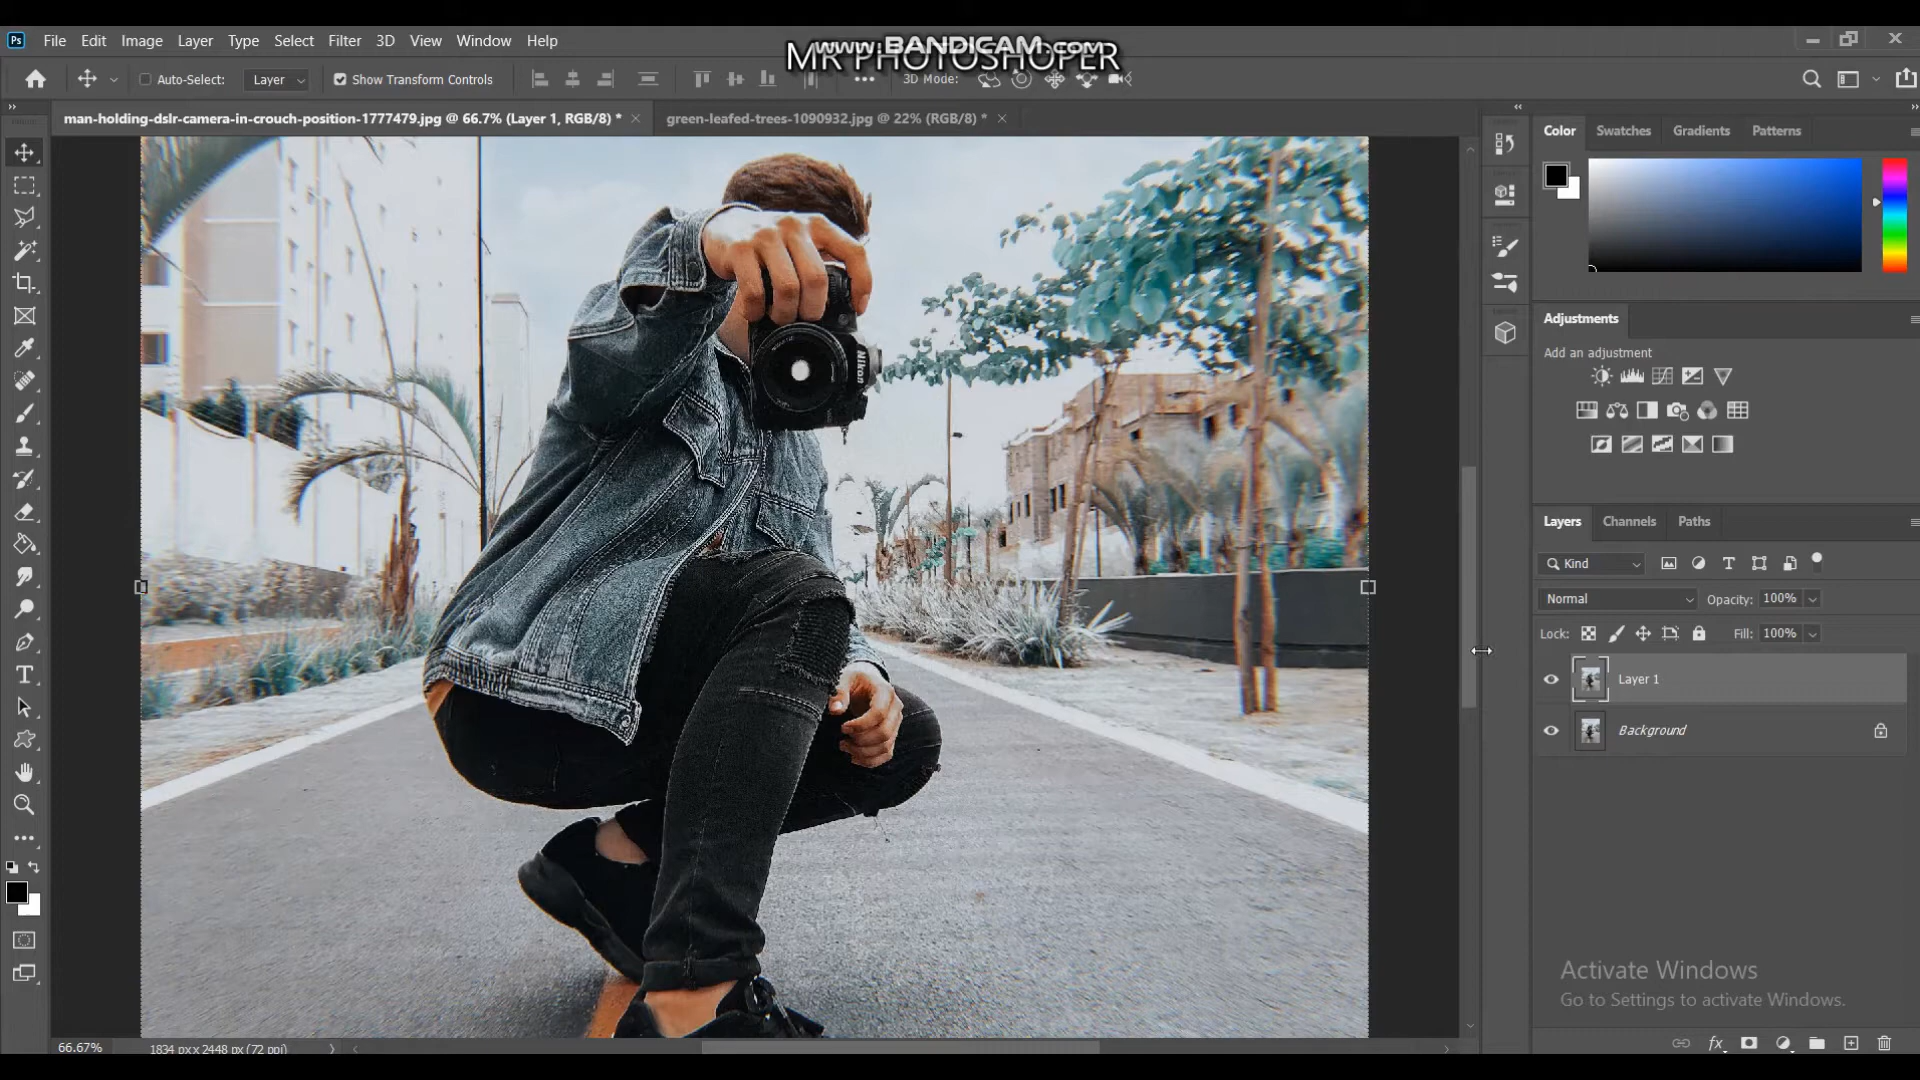 www.BANDICAM.com
MR PHOTOSHOPER
Ps File Edit Image Layer Type Select Filter 3D View Window Help
Auto-Select: Layer Show Transform Controls 3D Mode:
man-holding-dslr-camera-in-crouch-position-1777479.jpg @ 66.7% (Layer 1, RGB/8) *
green-leafed-trees-1090932.jpg @ 22% (RGB/8) *
Color Swatches Gradients Patterns
Adjustments
Add an adjustment
Nikon
Layers Channels Paths
Kind
Normal Opacity: 100%
Lock: Fill: 100%
Layer 1
Background
Activate Windows
Go to Settings to activate Windows.
fx
66.67% 1834 px x 2448 px (72 ppi)